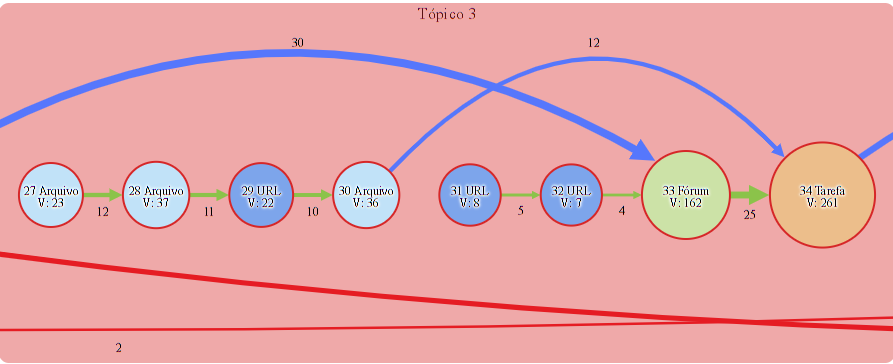 Tópico 3
30
12
27 Arquivo
V: 23
12
28 Arquivo
V: 37
11
29 URL
V: 22
10
30 Arquivo
V: 36
31 URL
V: 8
5
32 URL
V: 7
4
33 Fórum
V: 162
25
34 Tarefa
V: 261
2